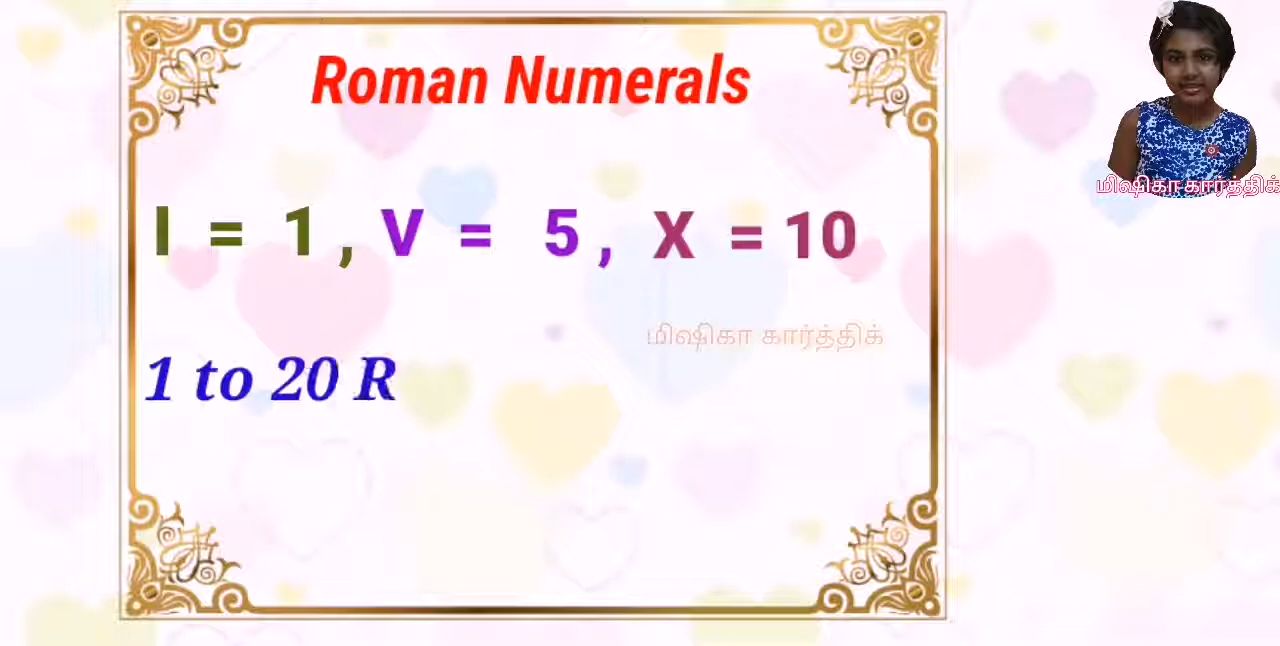 Roman Numerals
மிஷிகா கார்த்திக்
I = 1 , V = 5 , X = 10
மிஷிகா கார்த்திக்
1 to 20 R